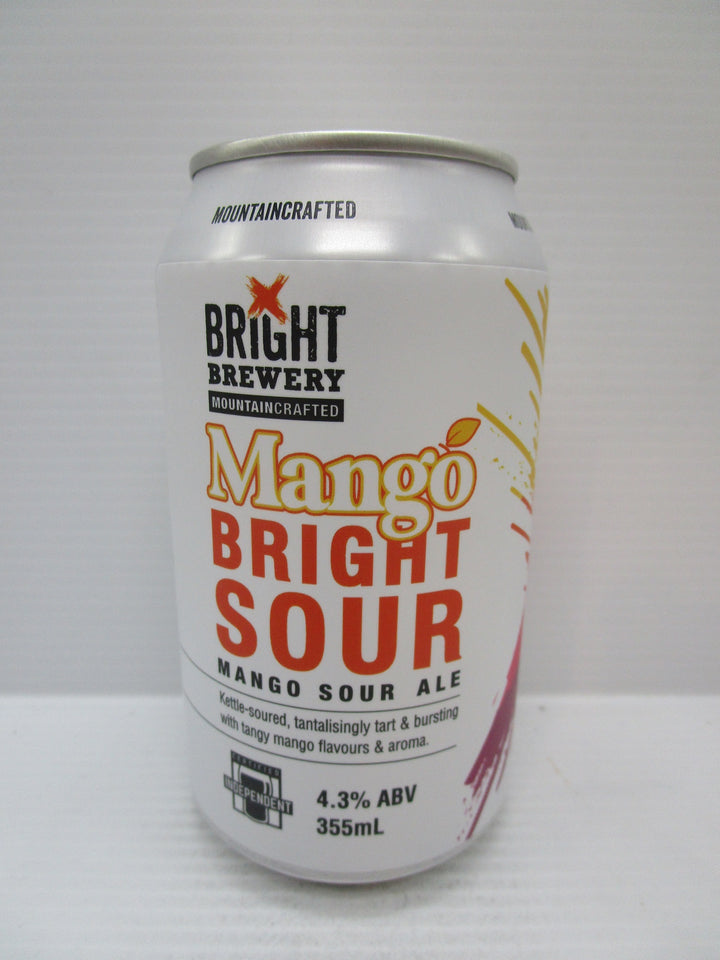 MOUNTAINCRAFTED
BRIGHT
BREWERY
MOUNTAINCRAFTED
Mango
BRIGHT
SOUR
MANGO SOUR ALE
Kettle-soured, tantalisingly tart & bursting
with tangy mango flavours & aroma.
CERTIFIED
INDEPENDENT
4.3% ABV
355mL